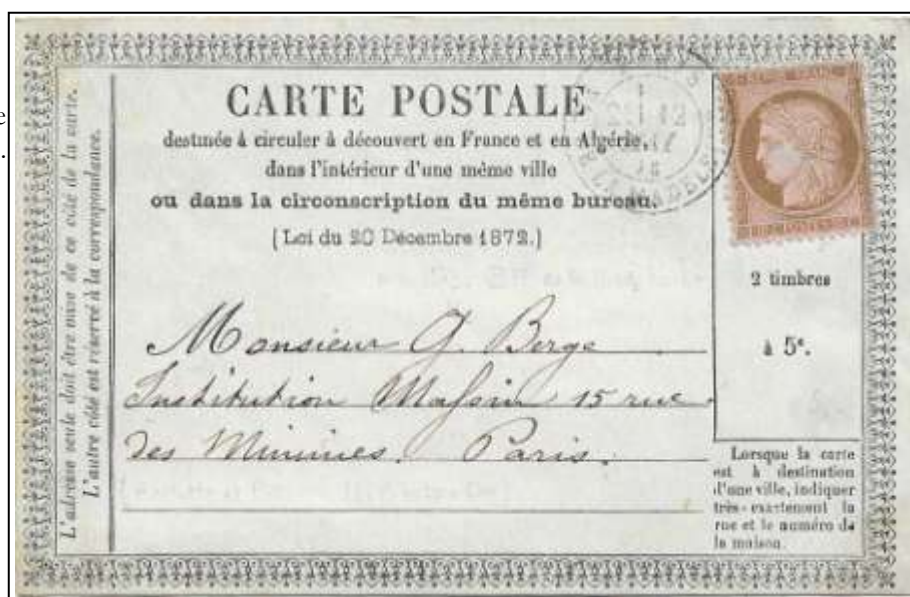 CARTE POSTALE
destinée à circuler à découvert en France et en Algérie,
dans l'intérieur d'une même ville
ou dans la circonscription du même bureau.
(Loi du 20 Décembre 1872.)
L'adresse seule doit être mise de ce côté de la carte.
L'autre côté est réservé à la correspondance.
REPUB FRANC
2 timbres
à 5ᶜ.
Monsieur G. Berge
Institution Massin 15 rue
des Minimes. Paris.
Lorsque la carte
est à destination
d'une ville, indiquer
très-exactement la
rue et le numéro de
la maison.